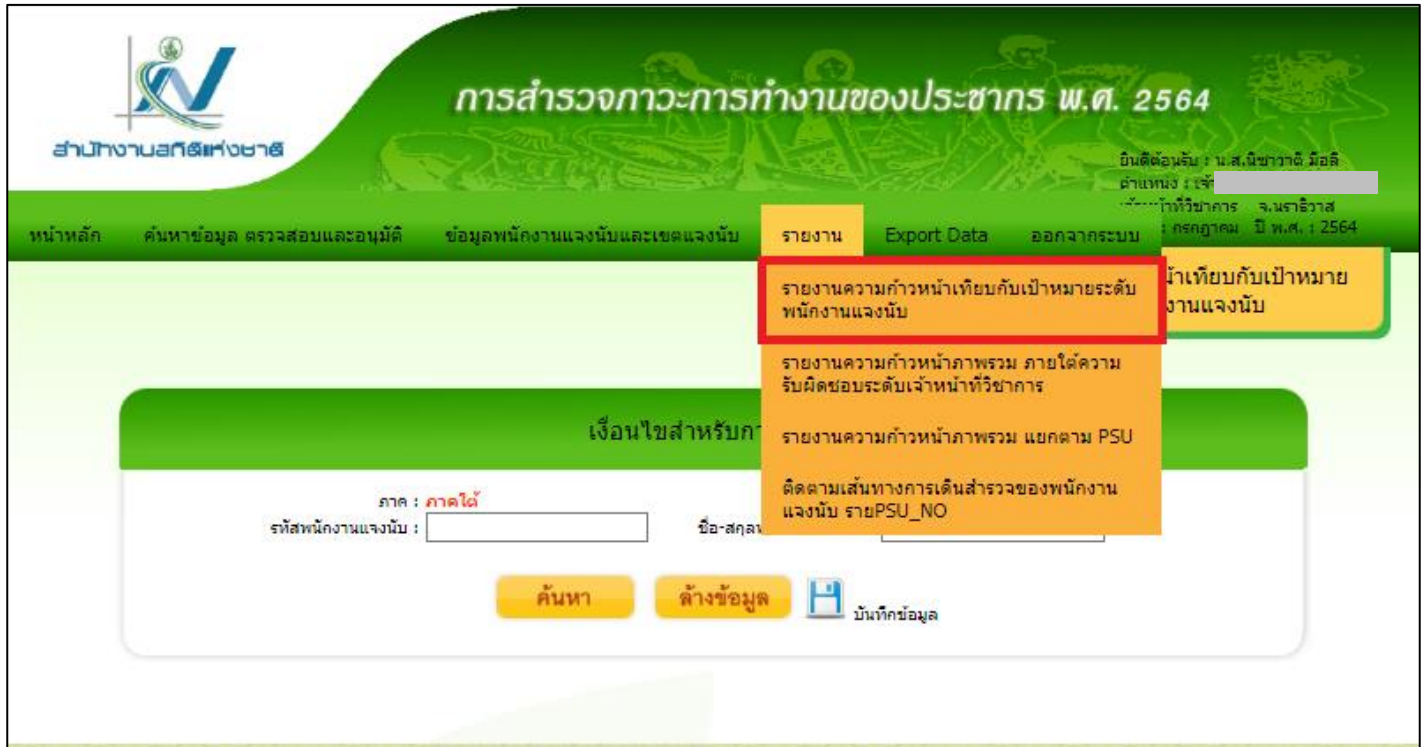 สำนักงานสถิติแห่งชาติ
การสำรวจภาวะการทำงานของประชากร พ.ศ. 2564
ยินดีต้อนรับ : น.ส.นิชาวาตี มือลี
ตำแหน่ง : เจ้า
หน้าที่วิชาการ จ.นราธิวาส
: กรกฎาคม ปี พ.ศ. : 2564
หน้าหลัก ค้นหาข้อมูล ตรวจสอบและอนุมัติ ข้อมูลพนักงานแจงนับและเขตแจงนับ รายงาน Export Data ออกจากระบบ
รายงานความก้าวหน้าเทียบกับเป้าหมายระดับ
พนักงานแจงนับ
น้าเทียบกับเป้าหมาย
งานแจงนับ
รายงานความก้าวหน้าภาพรวม ภายใต้ความ
รับผิดชอบระดับเจ้าหน้าที่วิชาการ
รายงานความก้าวหน้าภาพรวม แยกตาม PSU
ติดตามเส้นทางการเดินสำรวจของพนักงาน
แจงนับ รายPSU_NO
เงื่อนไขสำหรับกา
ภาค : ภาคใต้
รหัสพนักงานแจงนับ : ชื่อ-สกุล
ค้นหา ล้างข้อมูล บันทึกข้อมูล